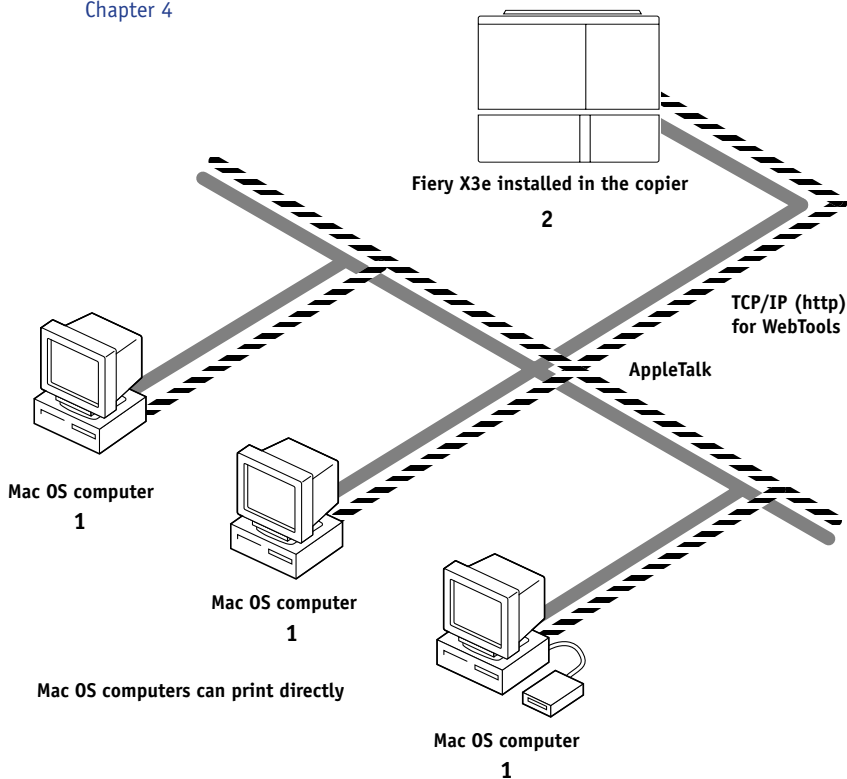 Chapter 4
Fiery X3e installed in the copier
2
TCP/IP (http)
for WebTools
AppleTalk
Mac OS computer
1
Mac OS computer
1
Mac OS computers can print directly
Mac OS computer
1